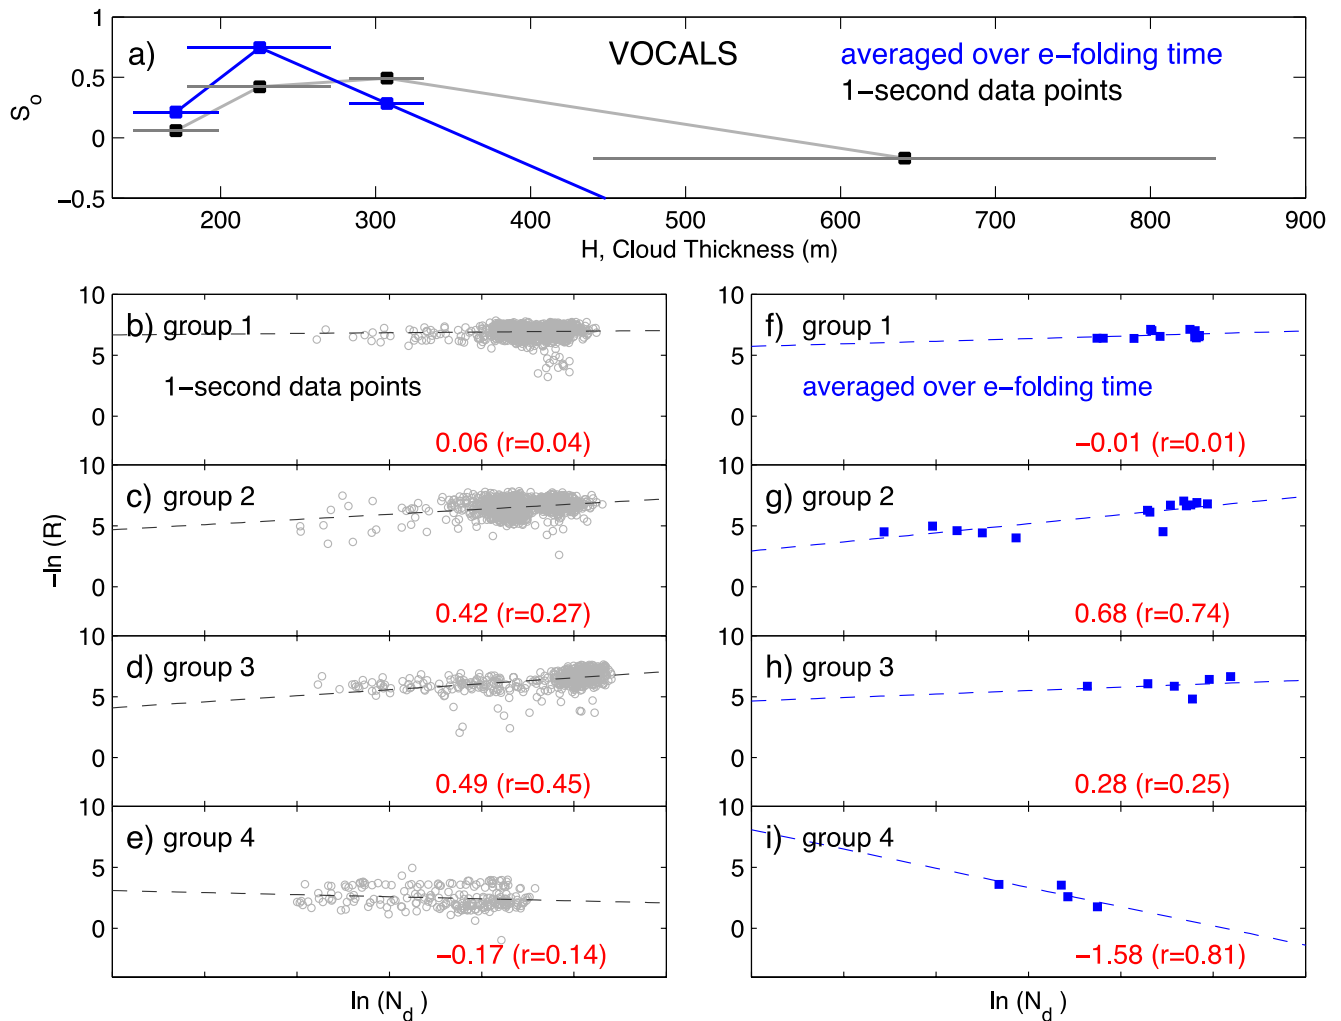 1
0.5
0
−0.5
S_o
a)
VOCALS
averaged over e−folding time
1−second data points
200
300
400
500
600
700
800
900
H, Cloud Thickness (m)
−ln (R)
10
5
0
b) group 1
1−second data points
0.06 (r=0.04)
10
5
0
c) group 2
0.42 (r=0.27)
10
5
0
d) group 3
0.49 (r=0.45)
10
5
0
e) group 4
−0.17 (r=0.14)
ln (N_d )
10
5
0
f) group 1
averaged over e−folding time
−0.01 (r=0.01)
10
5
0
g) group 2
0.68 (r=0.74)
10
5
0
h) group 3
0.28 (r=0.25)
10
5
0
i) group 4
−1.58 (r=0.81)
ln (N_d )